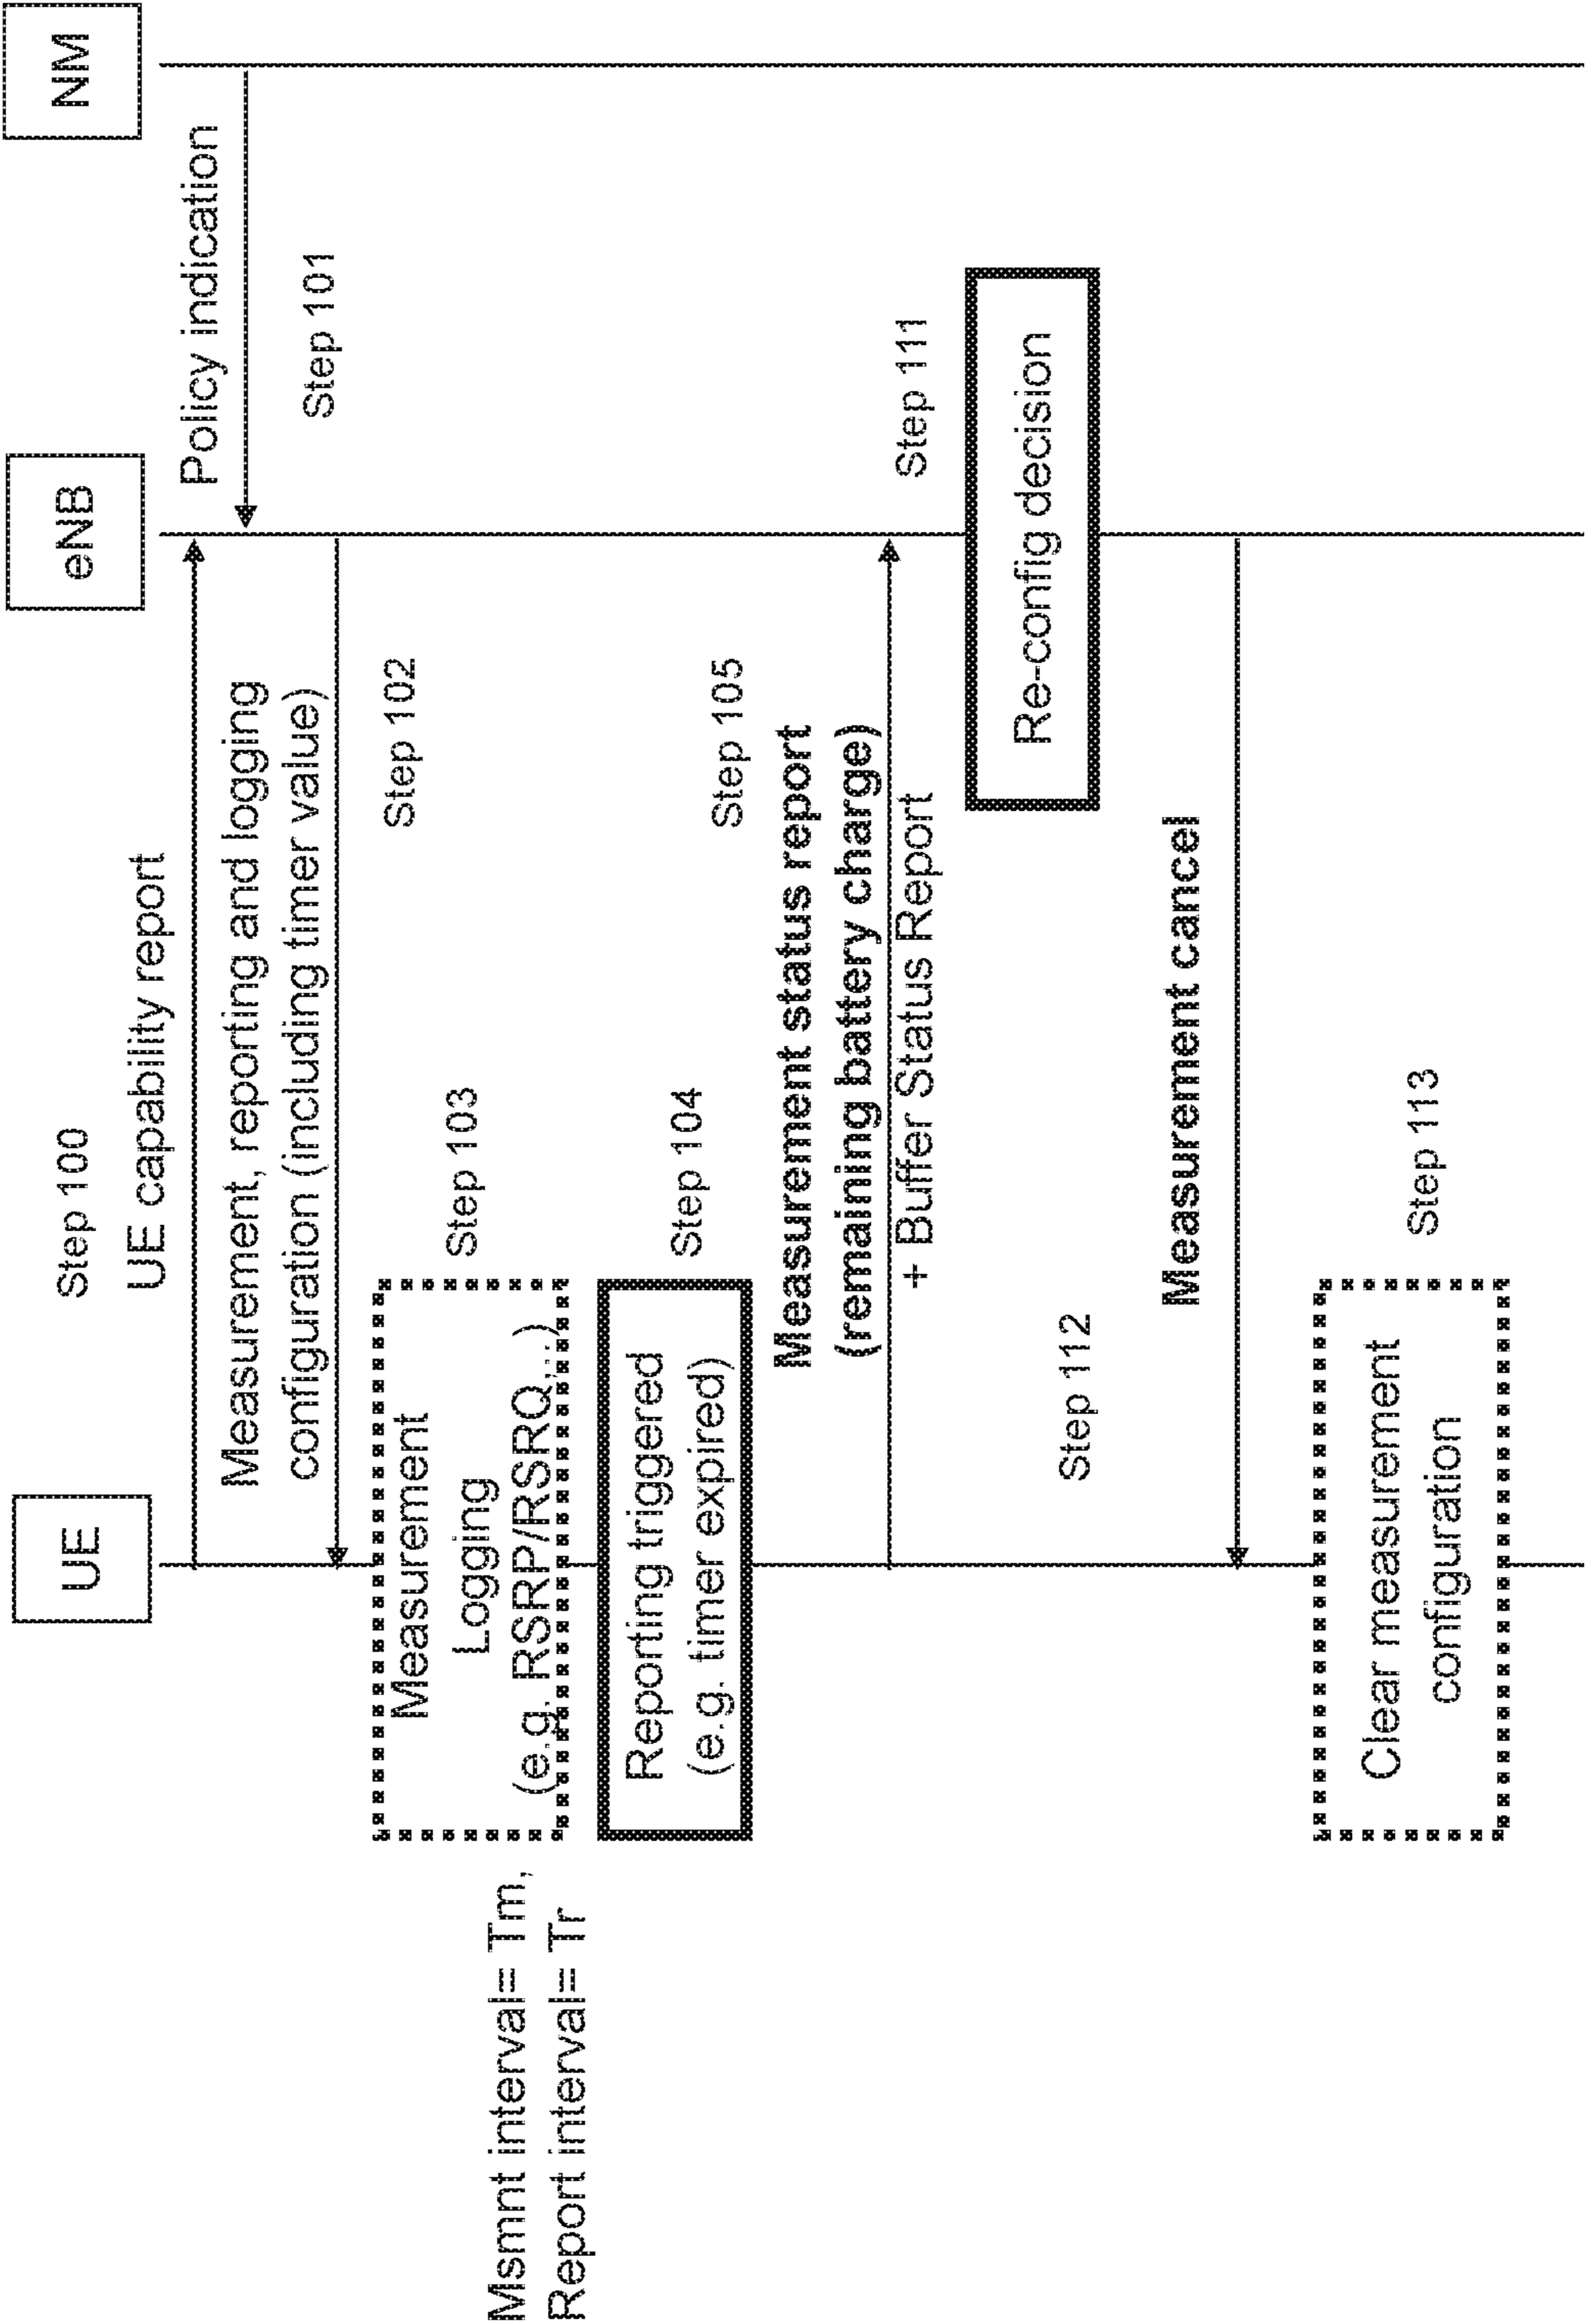 UE
eNB
NM
Step 100
UE capability report
Policy indication
Step 101
Measurement, reporting and logging
configuration (including timer value)
Step 102
Measurement
Logging
(e.g. RSRP/RSRQ,..)
Step 103
Msmnt interval= Tm,
Report interval= Tr
Reporting triggered
(e.g. timer expired)
Step 104
Step 105
Measurement status report
(remaining battery charge)
+ Buffer Status Report
Step 111
Re-config decision
Step 112
Measurement cancel
Clear measurement
configuration
Step 113